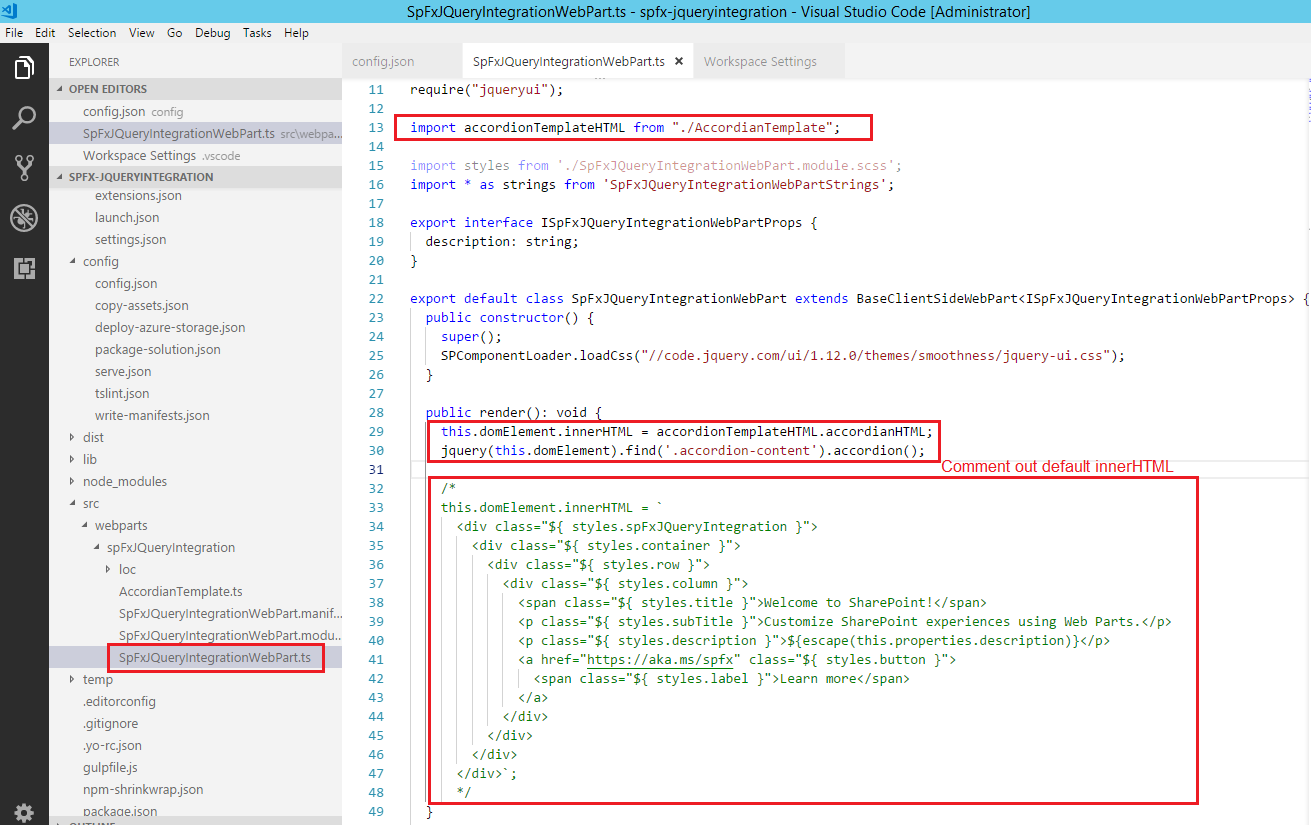 SpFxJQueryIntegrationWebPart.ts - spfx-jqueryintegration - Visual Studio Code [Administrator]
File Edit Selection View Go Debug Tasks Help
EXPLORER
OPEN EDITORS
config.json config
SpFxJQueryIntegrationWebPart.ts src\webpa...
Workspace Settings .vscode
SPFX-JQUERYINTEGRATION
extensions.json
launch.json
settings.json
config
config.json
copy-assets.json
deploy-azure-storage.json
package-solution.json
serve.json
tslint.json
write-manifests.json
dist
lib
node_modules
src
webparts
spFxJQueryIntegration
loc
AccordianTemplate.ts
SpFxJQueryIntegrationWebPart.manif...
SpFxJQueryIntegrationWebPart.modu...
SpFxJQueryIntegrationWebPart.ts
temp
.editorconfig
.gitignore
.yo-rc.json
gulpfile.js
npm-shrinkwrap.json
package.json
config.json SpFxJQueryIntegrationWebPart.ts × Workspace Settings
11 require("jqueryui");
12
13 import accordionTemplateHTML from "./AccordianTemplate";
14
15 import styles from './SpFxJQueryIntegrationWebPart.module.scss';
16 import * as strings from 'SpFxJQueryIntegrationWebPartStrings';
17
18 export interface ISpFxJQueryIntegrationWebPartProps {
19 description: string;
20 }
21
22 export default class SpFxJQueryIntegrationWebPart extends BaseClientSideWebPart<ISpFxJQueryIntegrationWebPartProps> {
23 public constructor() {
24 super();
25 SPComponentLoader.loadCss("//code.jquery.com/ui/1.12.0/themes/smoothness/jquery-ui.css");
26 }
27
28 public render(): void {
29 this.domElement.innerHTML = accordionTemplateHTML.accordianHTML;
30 jquery(this.domElement).find('.accordion-content').accordion();
Comment out default innerHTML
31
32 /*
33 this.domElement.innerHTML = `
34 <div class="${ styles.spFxJQueryIntegration }">
35 <div class="${ styles.container }">
36 <div class="${ styles.row }">
37 <div class="${ styles.column }">
38 <span class="${ styles.title }">Welcome to SharePoint!</span>
39 <p class="${ styles.subTitle }">Customize SharePoint experiences using Web Parts.</p>
40 <p class="${ styles.description }">${escape(this.properties.description)}</p>
41 <a href="https://aka.ms/spfx" class="${ styles.button }">
42 <span class="${ styles.label }">Learn more</span>
43 </a>
44 </div>
45 </div>
46 </div>
47 </div>`;
48 */
49 }